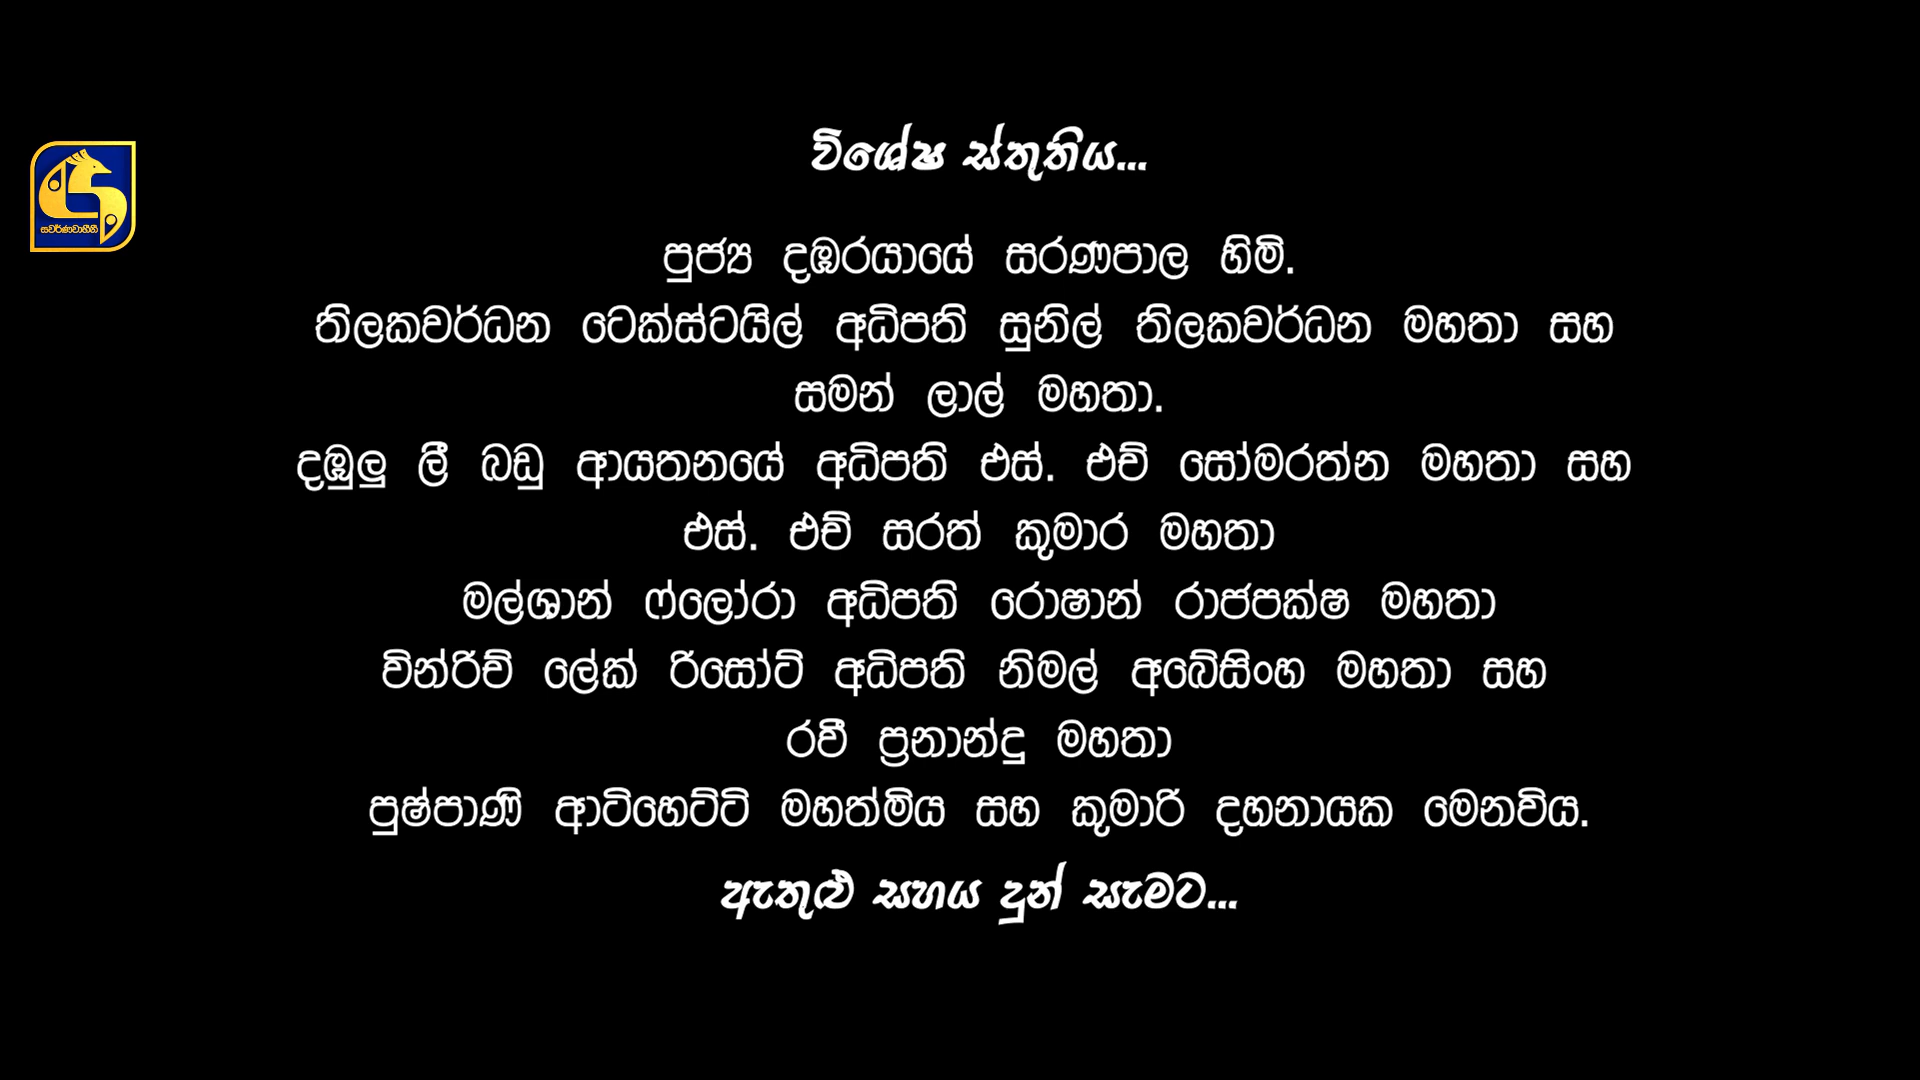 විශේෂ ස්තුතිය...
ස්වර්ණවාහිනී
පුජ්‍ය දඹරයායේ සරණපාල හිමි.
තිලකවර්ධන ටෙක්ස්ටයිල් අධිපති සුනිල් තිලකවර්ධන මහතා සහ
සමන් ලාල් මහතා.
දඹුලු ලී බඩු ආයතනයේ අධිපති එස්. එච් සෝමරත්න මහතා සහ
එස්. එච් සරත් කුමාර මහතා
මල්ශාන් ෆ්ලෝරා අධිපති රොෂාන් රාජපක්ෂ මහතා
වින්රිච් ලේක් රිසෝට් අධිපති නිමල් අබේසිංහ මහතා සහ
රවී ප්‍රනාන්දු මහතා
පුෂ්පාණි ආටිහෙට්ටි මහත්මිය සහ කුමාරි දහනායක මෙනවිය.
ඇතුළු සහය දුන් සැමට...